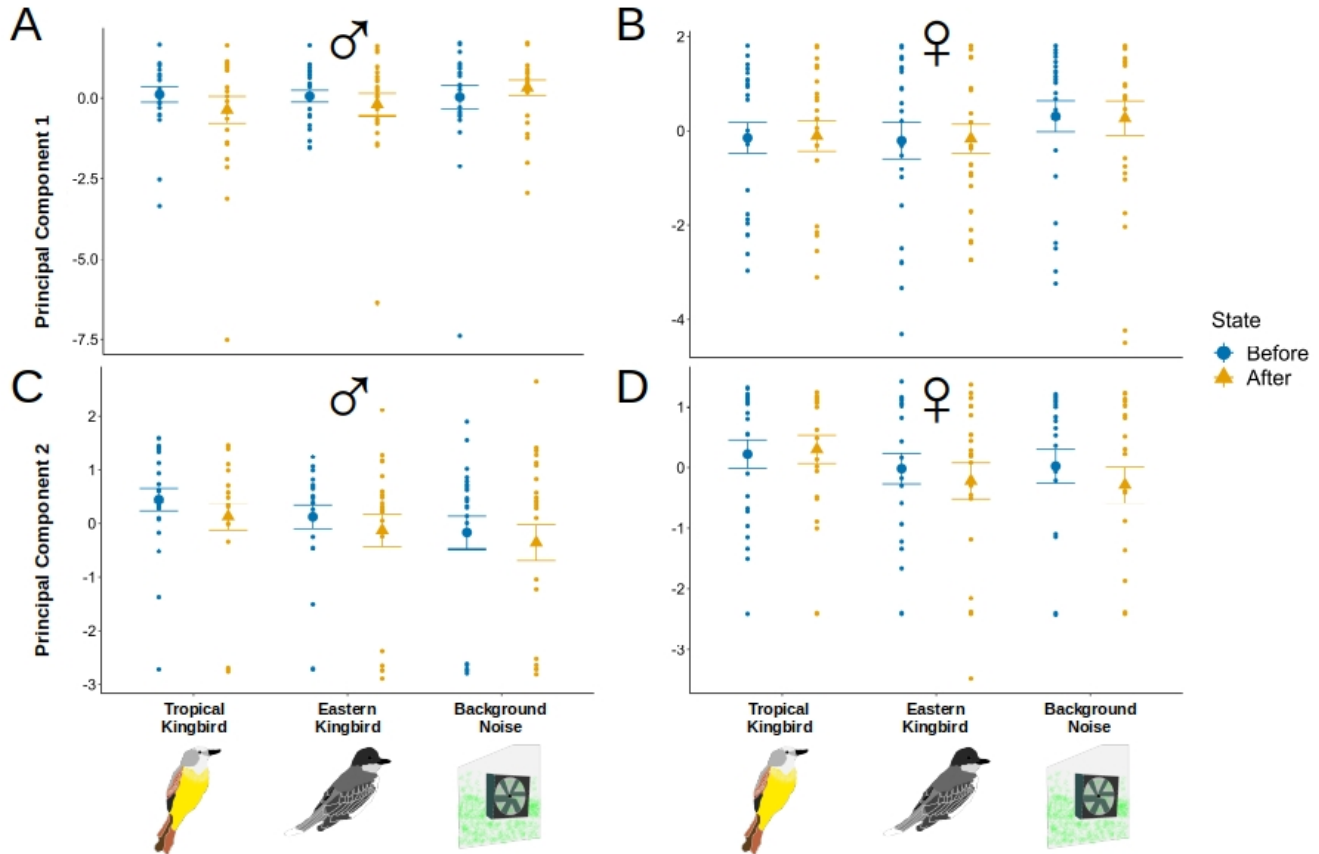 A
♂
B
♀
Principal Component 1
0.0
-2.5
-5.0
-7.5
2
0
-2
-4
State
Before
After
C
♂
D
♀
Principal Component 2
2
1
0
-1
-2
-3
1
0
-1
-2
-3
Tropical
Kingbird
Eastern
Kingbird
Background
Noise
Tropical
Kingbird
Eastern
Kingbird
Background
Noise